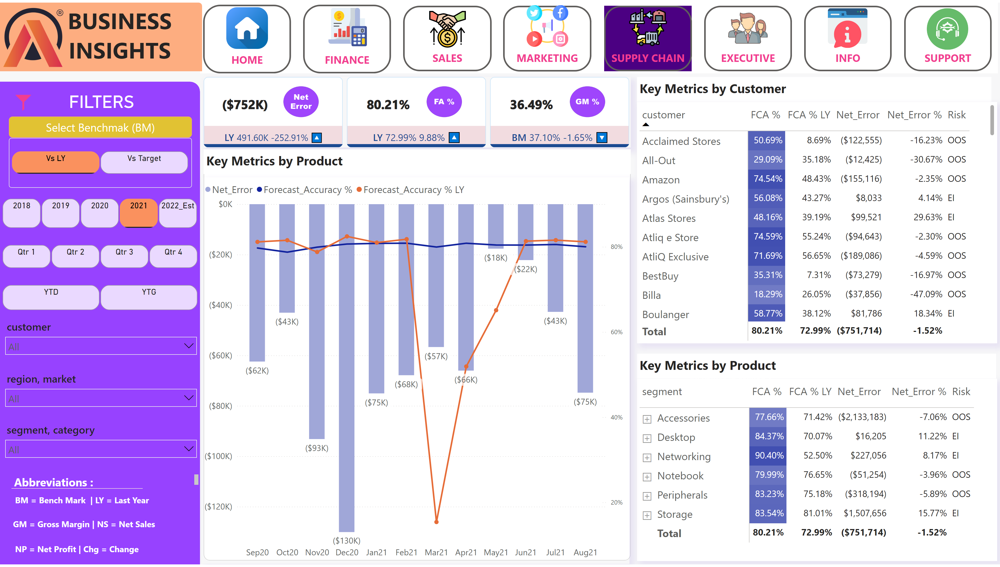 BUSINESS
INSIGHTS
®
HOME
FINANCE
SALES
MARKETING
SUPPLY CHAIN
EXECUTIVE
INFO
SUPPORT
FILTERS
Select Benchmak (BM)
Vs LY
Vs Target
2018 2019 2020 2021 2022_Est
Qtr 1 Qtr 2 Qtr 3 Qtr 4
YTD YTG
customer
All
region, market
All
segment, category
All
Abbreviations :
BM = Bench Mark | LY = Last Year
GM = Gross Margin | NS = Net Sales
NP = Net Profit | Chg = Change
($752K)
Net
Error
LY 491.60K -252.91%
80.21%
FA %
LY 72.99% 9.88%
36.49%
GM %
BM 37.10% -1.65%
Key Metrics by Product
Net_Error Forecast_Accuracy % Forecast_Accuracy % LY
$0K
($20K)
($40K)
($60K)
($80K)
($100K)
($120K)
80%
60%
40%
20%
($62K)
($43K)
($93K)
($130K)
($75K)
($68K)
($57K)
($66K)
($18K)
($22K)
($43K)
($75K)
Sep20 Oct20 Nov20 Dec20 Jan21 Feb21 Mar21 Apr21 May21 Jun21 Jul21 Aug21
Key Metrics by Customer
customer FCA % FCA % LY Net_Error Net_Error % Risk
Acclaimed Stores 50.69% 8.69% ($122,555) -16.23% OOS
All-Out 29.09% 35.18% ($12,425) -30.67% OOS
Amazon 74.54% 48.43% ($155,116) -2.35% OOS
Argos (Sainsbury's) 56.08% 43.27% $8,033 4.14% EI
Atlas Stores 48.16% 39.19% $99,521 29.63% EI
Atliq e Store 74.59% 55.24% ($94,643) -2.30% OOS
AtliQ Exclusive 71.69% 56.65% ($189,086) -4.59% OOS
BestBuy 35.31% 7.31% ($73,279) -16.97% OOS
Billa 18.29% 26.05% ($37,856) -47.09% OOS
Boulanger 58.77% 38.12% $81,786 18.34% EI
Total 80.21% 72.99% ($751,714) -1.52%
Key Metrics by Product
segment FCA % FCA % LY Net_Error Net_Error % Risk
Accessories 77.66% 71.42% ($2,133,183) -7.06% OOS
Desktop 84.37% 70.07% $16,205 11.22% EI
Networking 90.40% 52.50% $227,056 8.17% EI
Notebook 79.99% 76.65% ($51,254) -3.96% OOS
Peripherals 83.23% 75.18% ($318,194) -5.89% OOS
Storage 83.54% 81.01% $1,507,656 15.77% EI
Total 80.21% 72.99% ($751,714) -1.52%